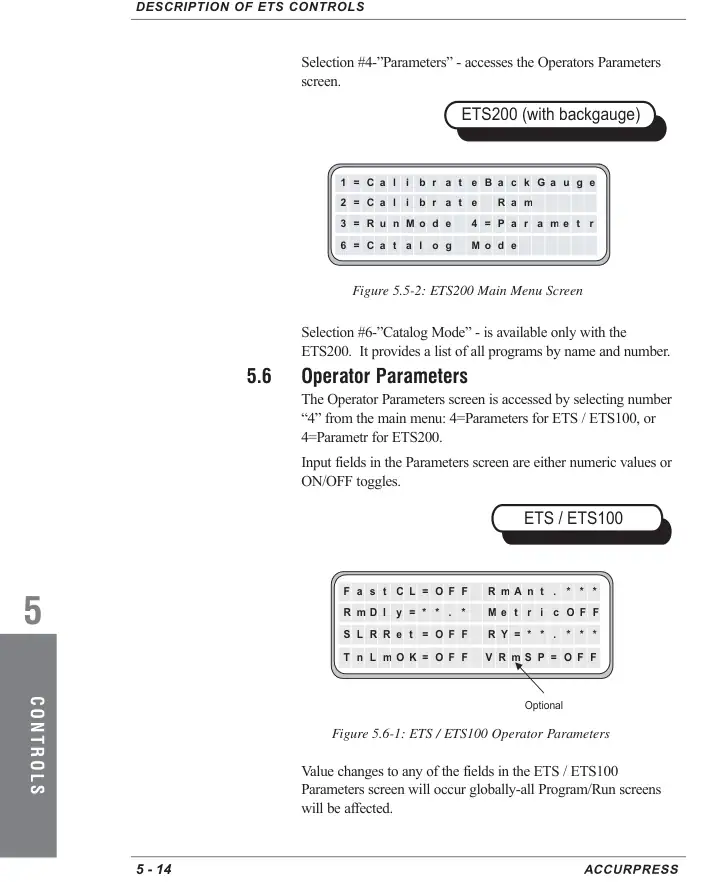 DESCRIPTION OF ETS CONTROLS
Selection #4-”Parameters” - accesses the Operators Parameters
screen.
ETS200 (with backgauge)
1=CalibrateBackGauge
2=Calibrate Ram
3=RunMode 4=Parametr
6=Catalog Mode
Figure 5.5-2: ETS200 Main Menu Screen
Selection #6-”Catalog Mode” - is available only with the
ETS200.  It provides a list of all programs by name and number.
5.6 Operator Parameters
The Operator Parameters screen is accessed by selecting number
“4” from the main menu: 4=Parameters for ETS / ETS100, or
4=Parametr for ETS200.
Input fields in the Parameters screen are either numeric values or
ON/OFF toggles.
ETS / ETS100
FastCL=OFF RmAnt.***
RmDly=**.* MetricOFF
SLRRet=OFF RY=**.***
TnLmOK=OFF VRmSP=OFF
Optional
Figure 5.6-1: ETS / ETS100 Operator Parameters
Value changes to any of the fields in the ETS / ETS100
Parameters screen will occur globally-all Program/Run screens
will be affected.
5
CONTROLS
5 - 14
ACCURPRESS